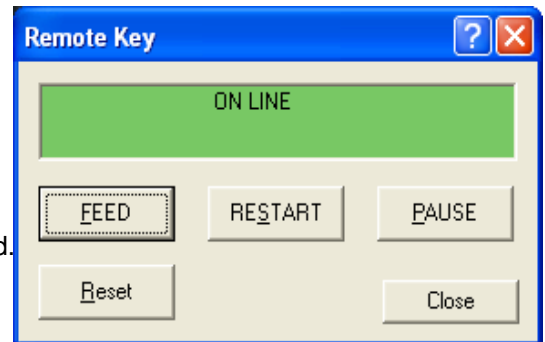 Remote Key
?
ON LINE
FEED RESTART PAUSE
d.
Reset Close